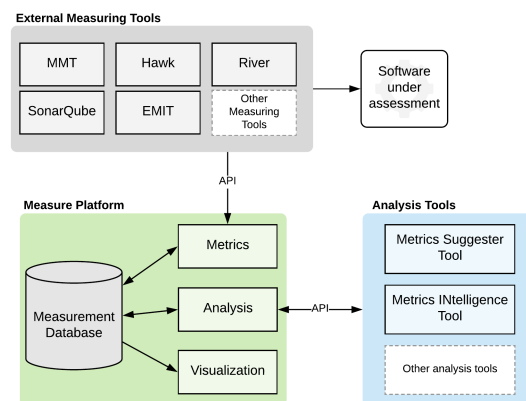 External Measuring Tools
MMT
Hawk
River
SonarQube
EMIT
Other
Measuring
Tools
Software
under
assessment
API
Measure Platform
Analysis Tools
Metrics
Analysis
Visualization
Measurement
Database
API
Metrics Suggester
Tool
Metrics INtelligence
Tool
Other analysis tools